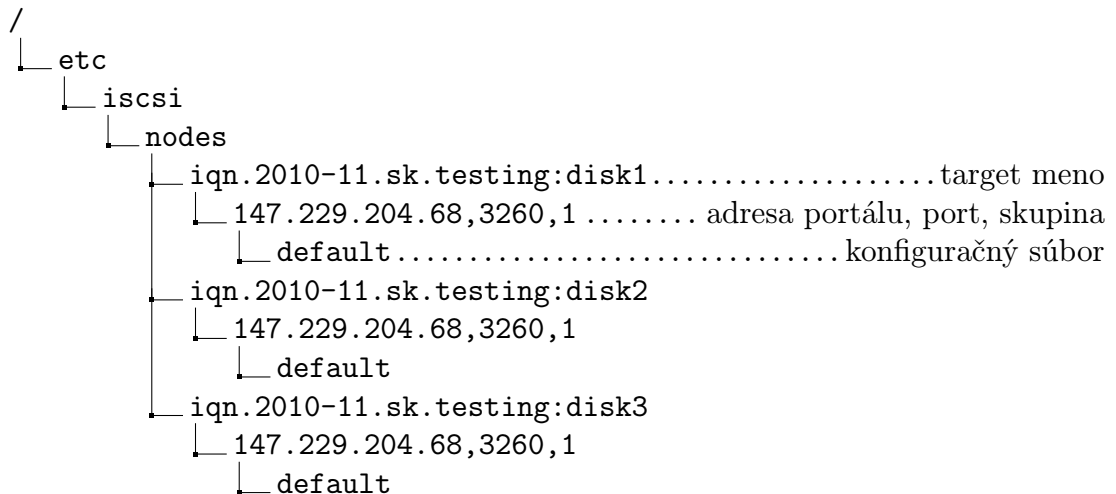 /
etc
iscsi
nodes
iqn.2010-11.sk.testing:disk1.....................target meno
147.229.204.68,3260,1 ........ adresa portálu, port, skupina
default...............................konfiguračný súbor
iqn.2010-11.sk.testing:disk2
147.229.204.68,3260,1
default
iqn.2010-11.sk.testing:disk3
147.229.204.68,3260,1
default